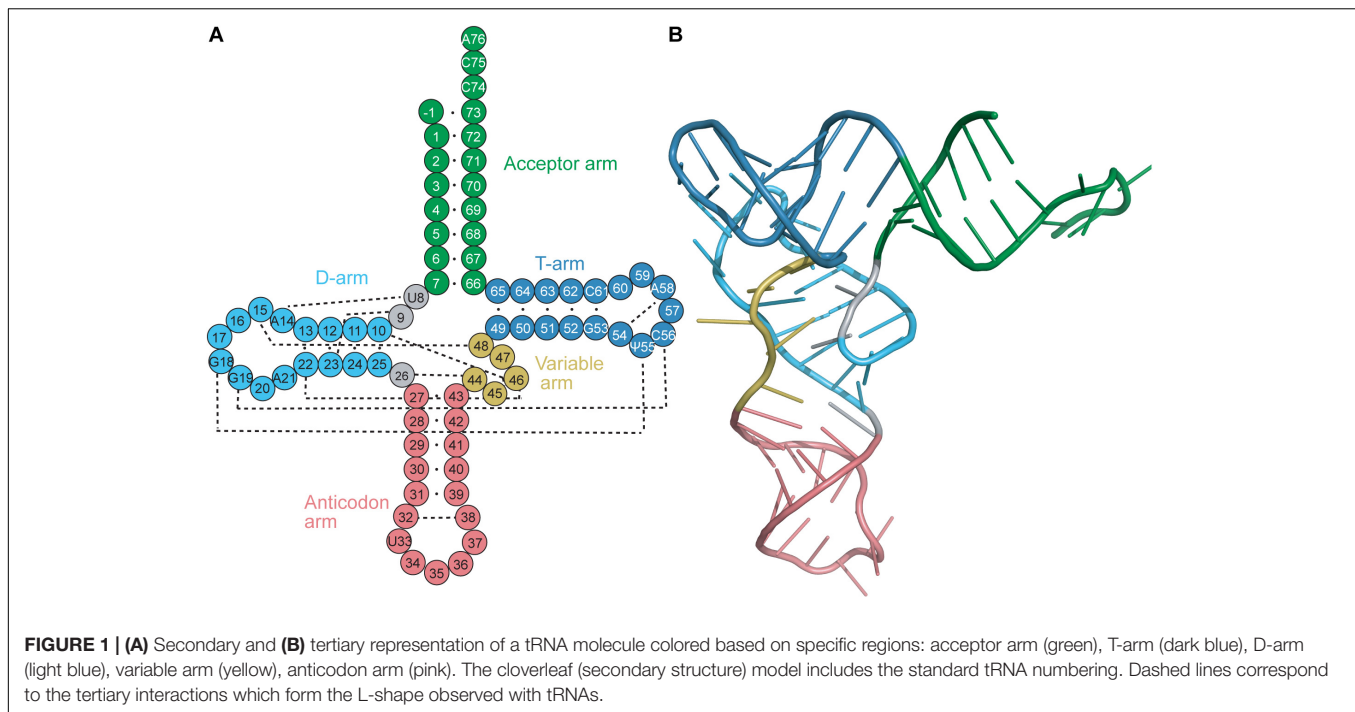 A
B
A76
C75
C74
-1 73
1 72
2 71
Acceptor arm
3 70
4 69
5 68
6 67
7 66
D-arm
T-arm
U8
9
65 64 63 62 C61 60 59 A58
57
17 16 15 A14 13 12 11 10
49 50 51 52 G53 54 Ψ55 C56
G18 G19 20 A21 22 23 24 25
26
48
47
46
45
44
Variable
arm
27 43
28 42
29 41
30 40
31 39
32 38
Anticodon
arm
U33 37
34 36
35
FIGURE 1 | (A) Secondary and (B) tertiary representation of a tRNA molecule colored based on specific regions: acceptor arm (green), T-arm (dark blue), D-arm
(light blue), variable arm (yellow), anticodon arm (pink). The cloverleaf (secondary structure) model includes the standard tRNA numbering. Dashed lines correspond
to the tertiary interactions which form the L-shape observed with tRNAs.